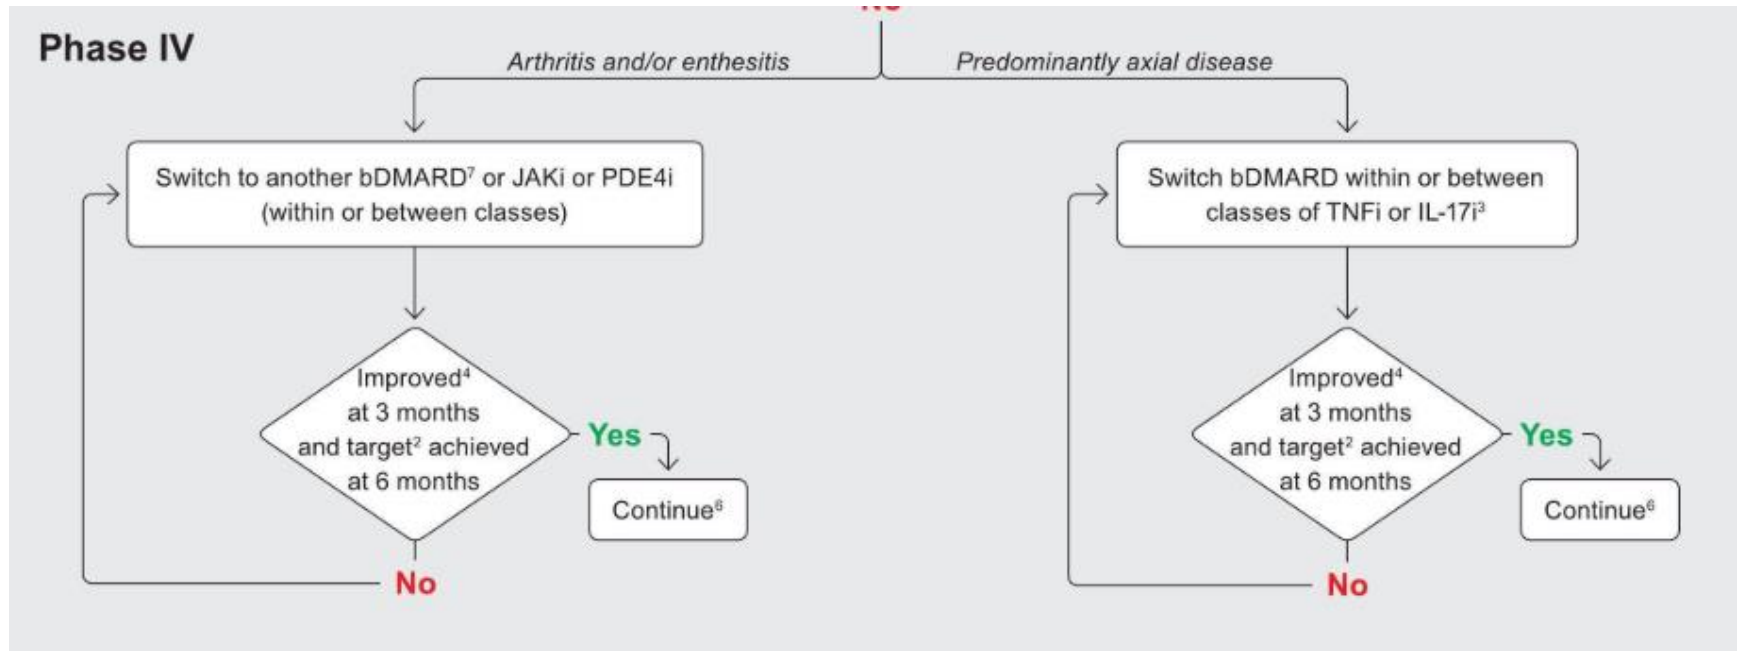 No
Phase IV
Arthritis and/or enthesitis
Predominantly axial disease
Switch to another bDMARD⁷ or JAKi or PDE4i
(within or between classes)
Switch bDMARD within or between
classes of TNFi or IL-17i³
Improved⁴
at 3 months
and target² achieved
at 6 months
Yes
Continue⁶
No
Improved⁴
at 3 months
and target² achieved
at 6 months
Yes
Continue⁶
No